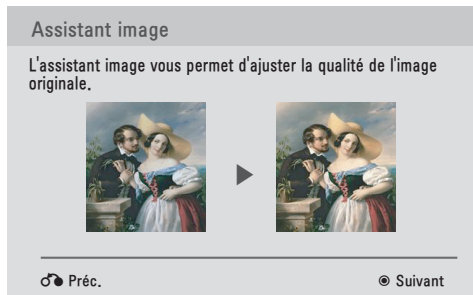 Assistant image
L'assistant image vous permet d'ajuster la qualité de l'image
originale.
Préc.
Suivant